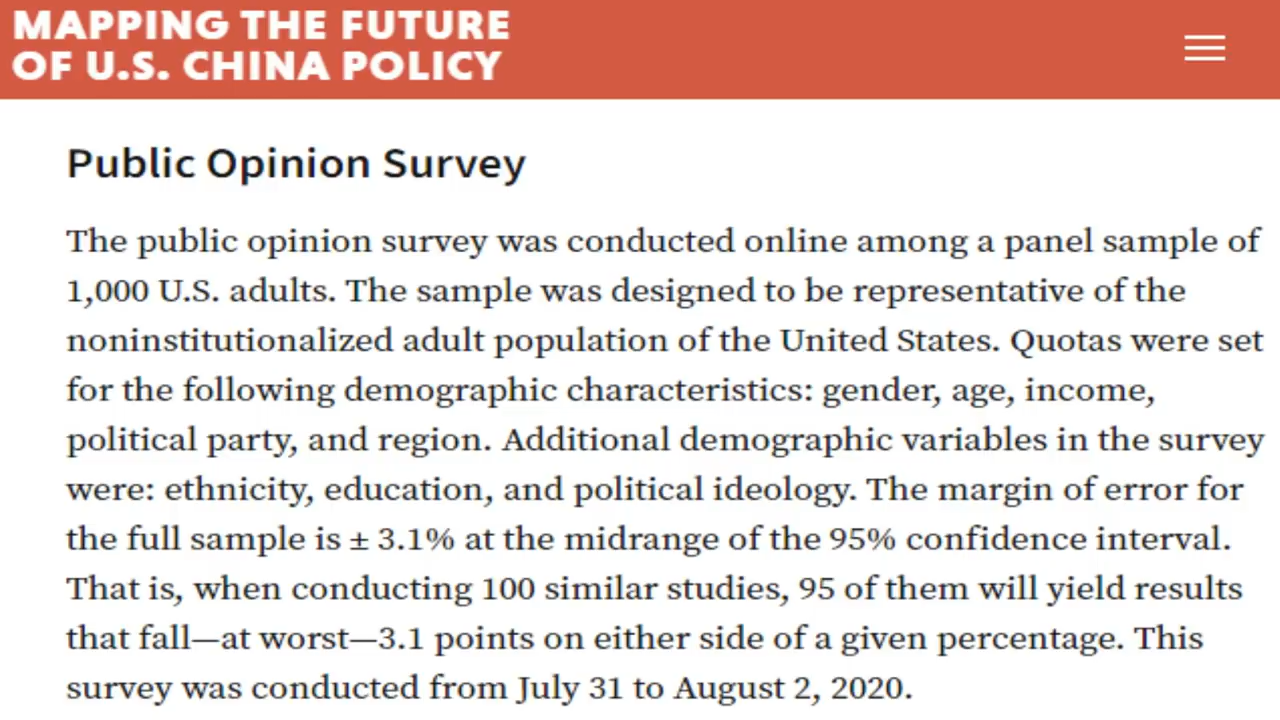 MAPPING THE FUTURE
OF U.S. CHINA POLICY
Public Opinion Survey
The public opinion survey was conducted online among a panel sample of
1,000 U.S. adults. The sample was designed to be representative of the
noninstitutionalized adult population of the United States. Quotas were set
for the following demographic characteristics: gender, age, income,
political party, and region. Additional demographic variables in the survey
were: ethnicity, education, and political ideology. The margin of error for
the full sample is ± 3.1% at the midrange of the 95% confidence interval.
That is, when conducting 100 similar studies, 95 of them will yield results
that fall—at worst—3.1 points on either side of a given percentage. This
survey was conducted from July 31 to August 2, 2020.